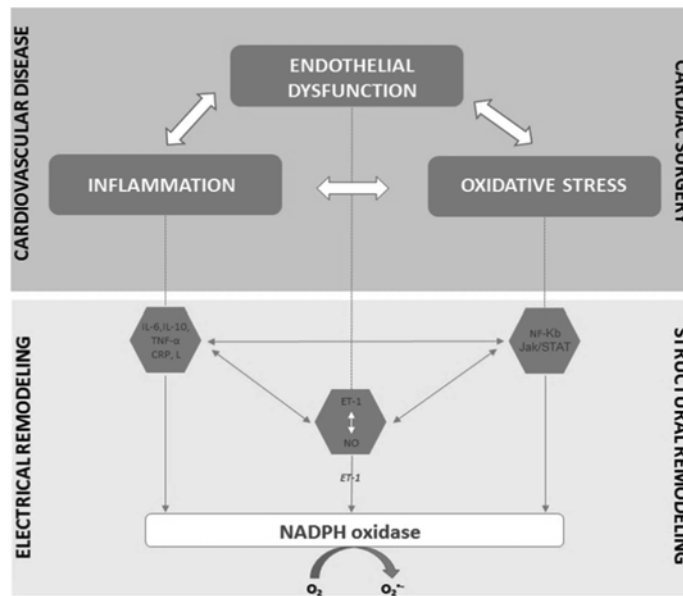 CARDIOVASCULAR DISEASE
CARDIAC SURGERY
ENDOTHELIAL
DYSFUNCTION
INFLAMMATION
OXIDATIVE STRESS
ELECTRICAL REMODELING
STRUCTURAL REMODELING
IL-6,IL-10,
TNF-α
CRP, L
NF-Kb
Jak/STAT
ET-1
NO
ET-1
NADPH oxidase
O₂
O₂•−